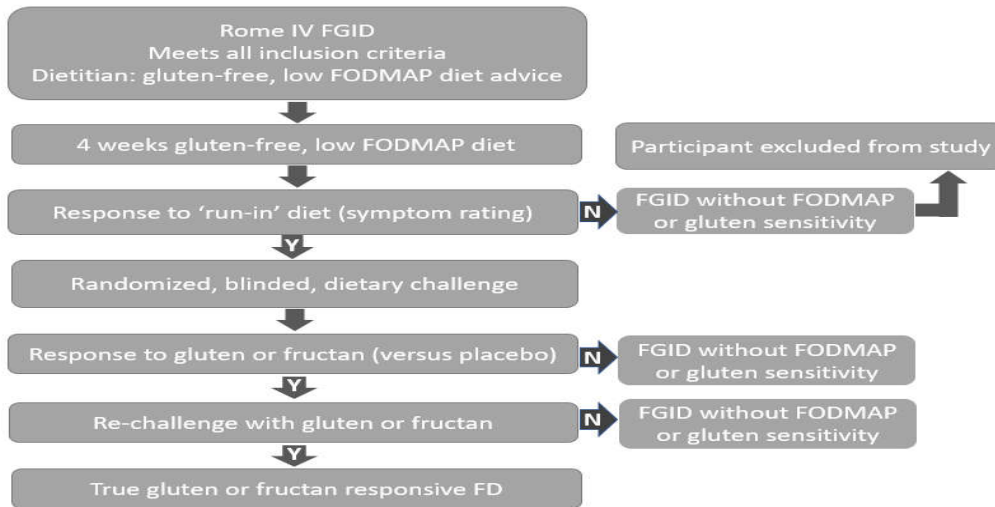 Rome IV FGID
Meets all inclusion criteria
Dietitian: gluten-free, low FODMAP diet advice
4 weeks gluten-free, low FODMAP diet
Participant excluded from study
Response to ‘run-in’ diet (symptom rating)
N
FGID without FODMAP
or gluten sensitivity
Y
Randomized, blinded, dietary challenge
Response to gluten or fructan (versus placebo)
N
FGID without FODMAP
or gluten sensitivity
Y
Re-challenge with gluten or fructan
N
FGID without FODMAP
or gluten sensitivity
Y
True gluten or fructan responsive FD